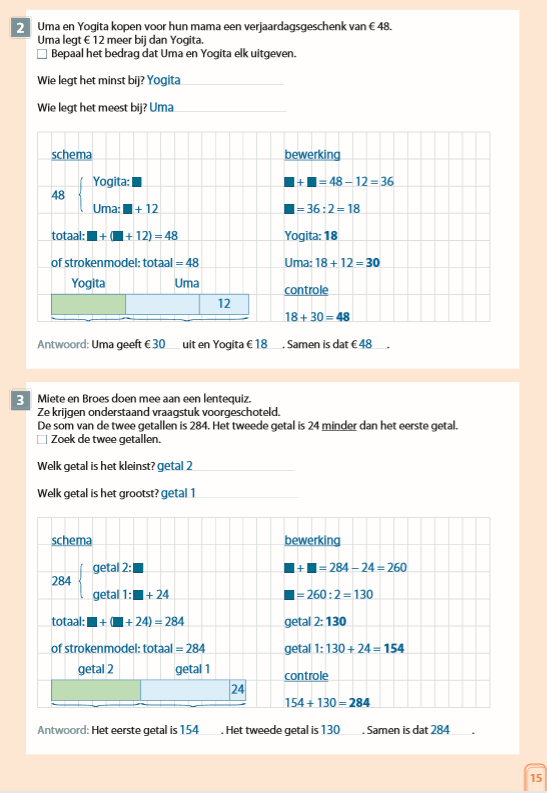 2
Uma en Yogita kopen voor hun mama een verjaardagsgeschenk van € 48.
Uma legt € 12 meer bij dan Yogita.
□ Bepaal het bedrag dat Uma en Yogita elk uitgeven.
Wie legt het minst bij? Yogita
Wie legt het meest bij? Uma
schema
48
Yogita: ■
Uma: ■ + 12
totaal: ■ + (■ + 12) = 48
of strokenmodel: totaal = 48
Yogita Uma
12
bewerking
■ + ■ = 48 – 12 = 36
■ = 36 : 2 = 18
Yogita: 18
Uma: 18 + 12 = 30
controle
18 + 30 = 48
Antwoord: Uma geeft € 30 uit en Yogita € 18 . Samen is dat € 48 .
3
Miete en Broes doen mee aan een lentequiz.
Ze krijgen onderstaand vraagstuk voorgeschoteld.
De som van de twee getallen is 284. Het tweede getal is 24 minder dan het eerste getal.
□ Zoek de twee getallen.
Welk getal is het kleinst? getal 2
Welk getal is het grootst? getal 1
schema
284
getal 2: ■
getal 1: ■ + 24
totaal: ■ + (■ + 24) = 284
of strokenmodel: totaal = 284
getal 2 getal 1
24
bewerking
■ + ■ = 284 – 24 = 260
■ = 260 : 2 = 130
getal 2: 130
getal 1: 130 + 24 = 154
controle
154 + 130 = 284
Antwoord: Het eerste getal is 154 . Het tweede getal is 130 . Samen is dat 284 .
15